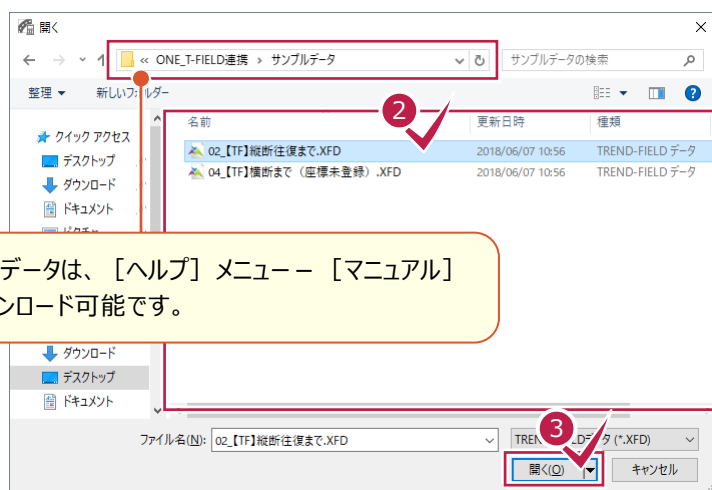 開く
« ONE_T-FIELD連携 › サンプルデータ
サンプルデータの検索
整理
名前
更新日時
種類
2
クイック アクセス
02_【TF】縦断往復まで.XFD
2018/06/07 10:56
TREND-FIELD データ
デスクトップ
04_【TF】横断まで（座標未登録）.XFD
2018/06/07 10:56
TREND-FIELD データ
ダウンロード
ドキュメント
データは、［ヘルプ］メニュー－［マニュアル］
ンロード可能です。
ダウンロード
デスクトップ
ドキュメント
ファイル名(N):
02_【TF】縦断往復まで.XFD
3
開く(O)
キャンセル